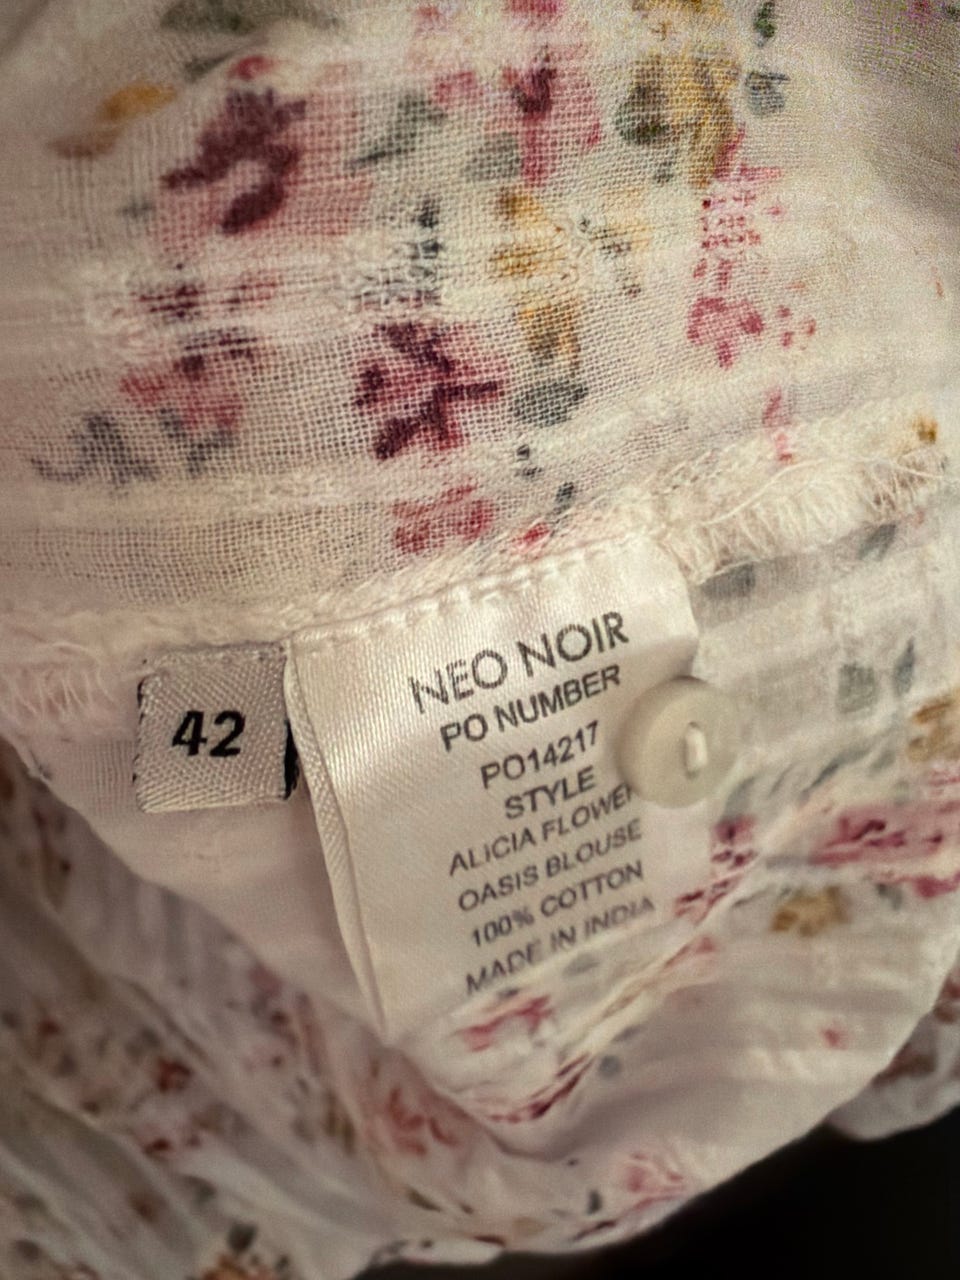 42
NEO NOIR
PO NUMBER
PO14217
STYLE
ALICIA FLOWER
OASIS BLOUSE
100% COTTON
MADE IN INDIA